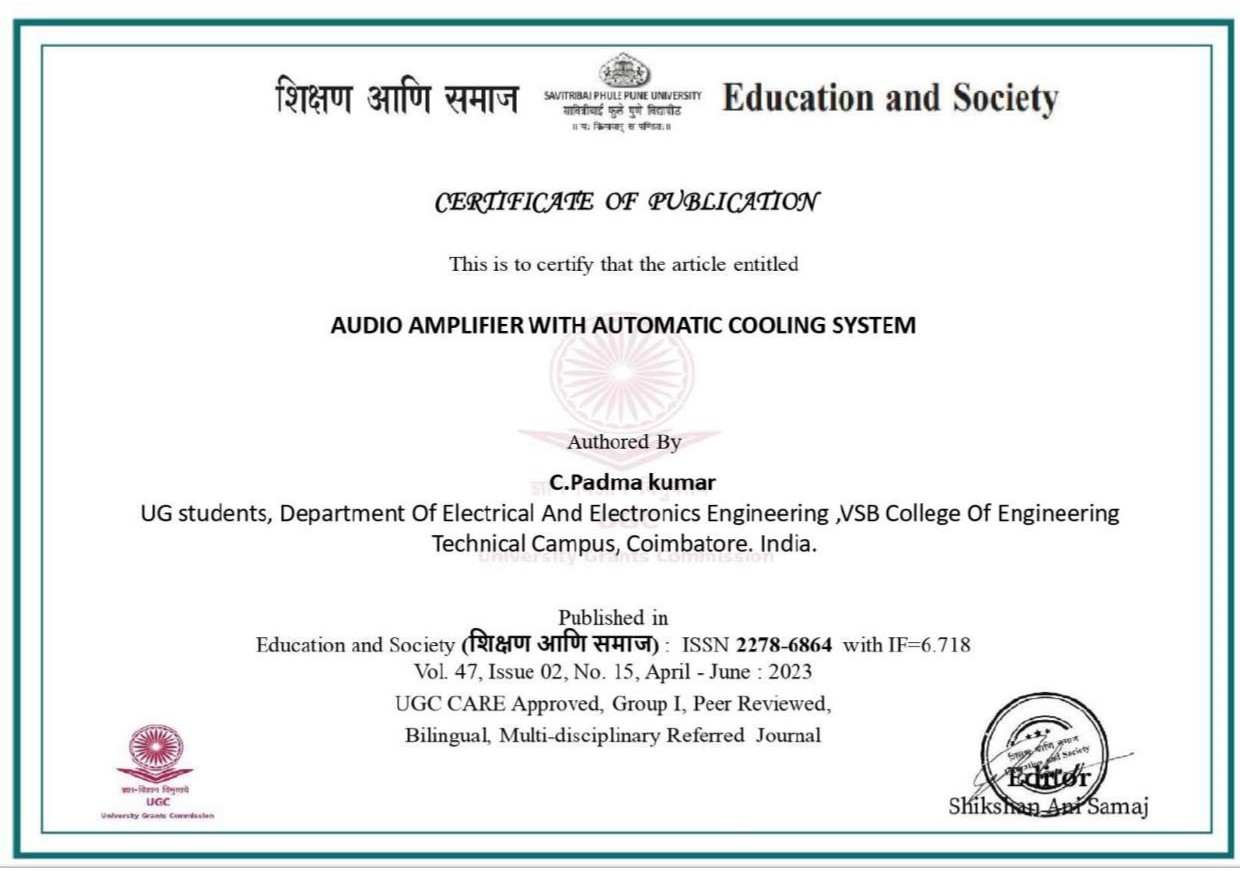 शिक्षण आणि समाज
SAVITRIBAI PHULE PUNE UNIVERSITY
सावित्रीबाई फुले पुणे विद्यापीठ
॥ यः क्रियावान् स पण्डितः॥
Education and Society
CERTIFICATE OF PUBLICATION
This is to certify that the article entitled
AUDIO AMPLIFIER WITH AUTOMATIC COOLING SYSTEM
Authored By
C.Padma kumar
UG students, Department Of Electrical And Electronics Engineering ,VSB College Of Engineering
Technical Campus, Coimbatore. India.
UGC
University Grants Commission
Published in
Education and Society (शिक्षण आणि समाज) : ISSN 2278-6864 with IF=6.718
Vol. 47, Issue 02, No. 15, April - June : 2023
UGC CARE Approved, Group I, Peer Reviewed,
Bilingual, Multi-disciplinary Referred Journal
ज्ञान-विज्ञान विमुक्तये
UGC
University Grants Commission
शिक्षण आणि समाज
Education and Society
Editor
Shikshan Ani Samaj